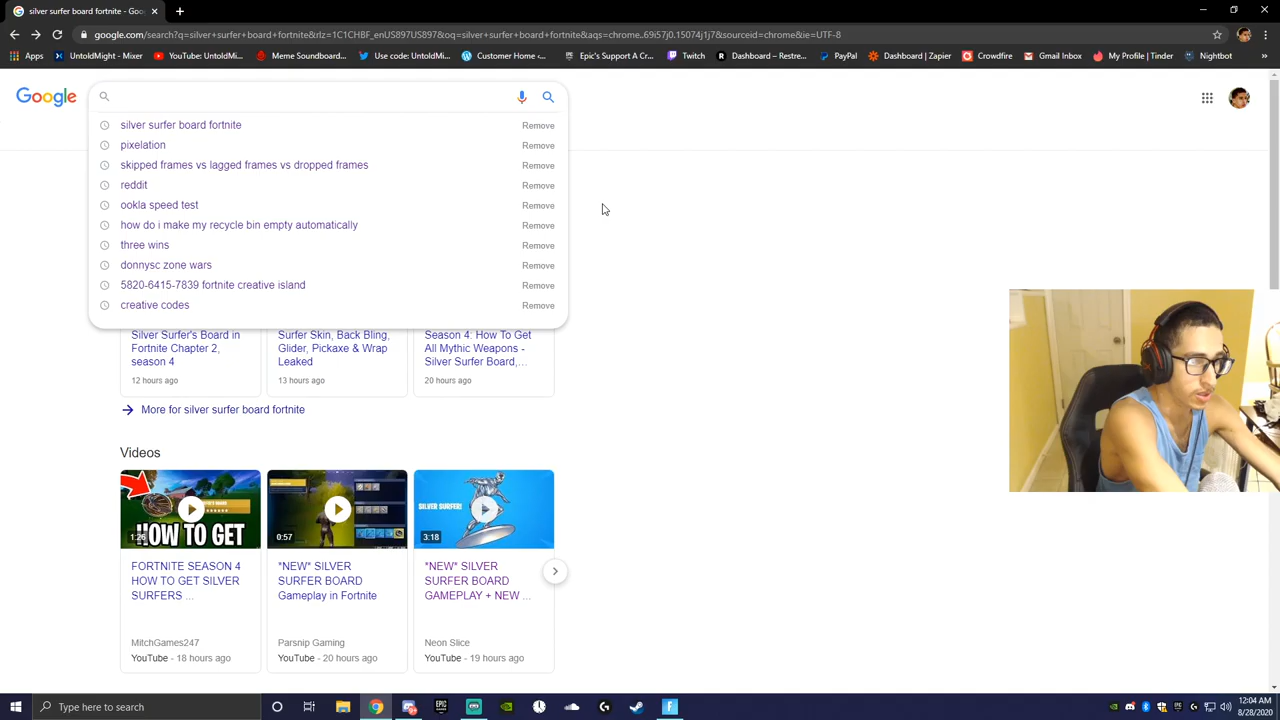 silver surfer board fortnite - Goo
google.com/search?q=silver+surfer+board+fortnite&rlz=1C1CHBF_enUS897US897&oq=silver+surfer+board+fortnite&aqs=chrome..69i57j0.15074j1j7&sourceid=chrome&ie=UTF-8
Apps UntoldMight - Mixer YouTube: UntoldMi... Meme Soundboard... Use code: UntoldMi... Customer Home -... Epic's Support A Cr... Twitch Dashboard - Restre... PayPal Dashboard | Zapier Crowdfire Gmail Inbox My Profile | Tinder Nightbot
Google
silver surfer board fortnite Remove
pixelation Remove
skipped frames vs lagged frames vs dropped frames Remove
reddit Remove
ookla speed test Remove
how do i make my recycle bin empty automatically Remove
three wins Remove
donnysc zone wars Remove
5820-6415-7839 fortnite creative island Remove
creative codes Remove
Silver Surfer's Board in Surfer Skin, Back Bling, Season 4: How To Get
Fortnite Chapter 2, Glider, Pickaxe & Wrap All Mythic Weapons -
season 4 Leaked Silver Surfer Board,...
12 hours ago 13 hours ago 20 hours ago
More for silver surfer board fortnite
Videos
SILVER SURFER!
HOW TO GET
1:26 0:57 3:18
FORTNITE SEASON 4 *NEW* SILVER *NEW* SILVER
HOW TO GET SILVER SURFER BOARD SURFER BOARD
SURFERS ... Gameplay in Fortnite GAMEPLAY + NEW ...
MitchGames247 Parsnip Gaming Neon Slice
YouTube - 18 hours ago YouTube - 20 hours ago YouTube - 19 hours ago
Type here to search
12:04 AM
8/28/2020